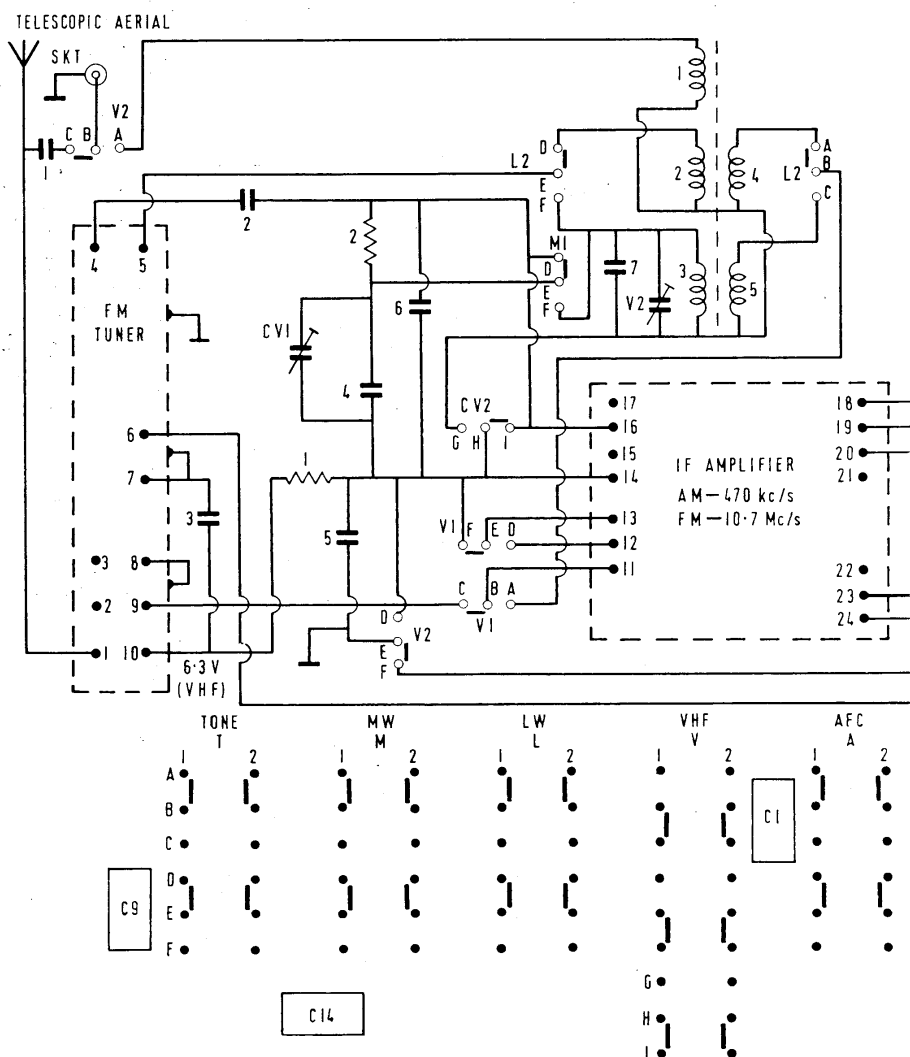 TELESCOPIC AERIAL
SKT
V2
C B A
1
1
D
L2
E
F
2
4
A
B
L2
C
2
4 5
2
M1
D
E
F
7
V2
3
5
FM
TUNER
6
CV1
4
6
7
3
1
5
CV2
G H I
17
16
15
14
13
12
11
IF AMPLIFIER
AM—470 kc/s
FM—10·7 Mc/s
18
19
20
21
22
23
24
V1 F E D
C B A
V1
3 8
2 9
1 10
6·3V
(VHF)
D
V2
E
F
TONE MW LW VHF AFC
T M L V A
1 2 1 2 1 2 1 2 1 2
A
B
C
D
E
F
G
H
I
C1
C9
C14